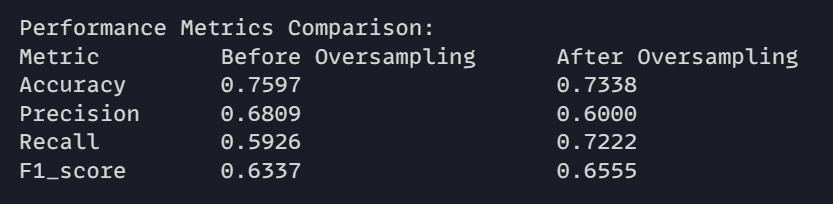 Performance Metrics Comparison:
Metric Before Oversampling After Oversampling
Accuracy 0.7597 0.7338
Precision 0.6809 0.6000
Recall 0.5926 0.7222
F1_score 0.6337 0.6555